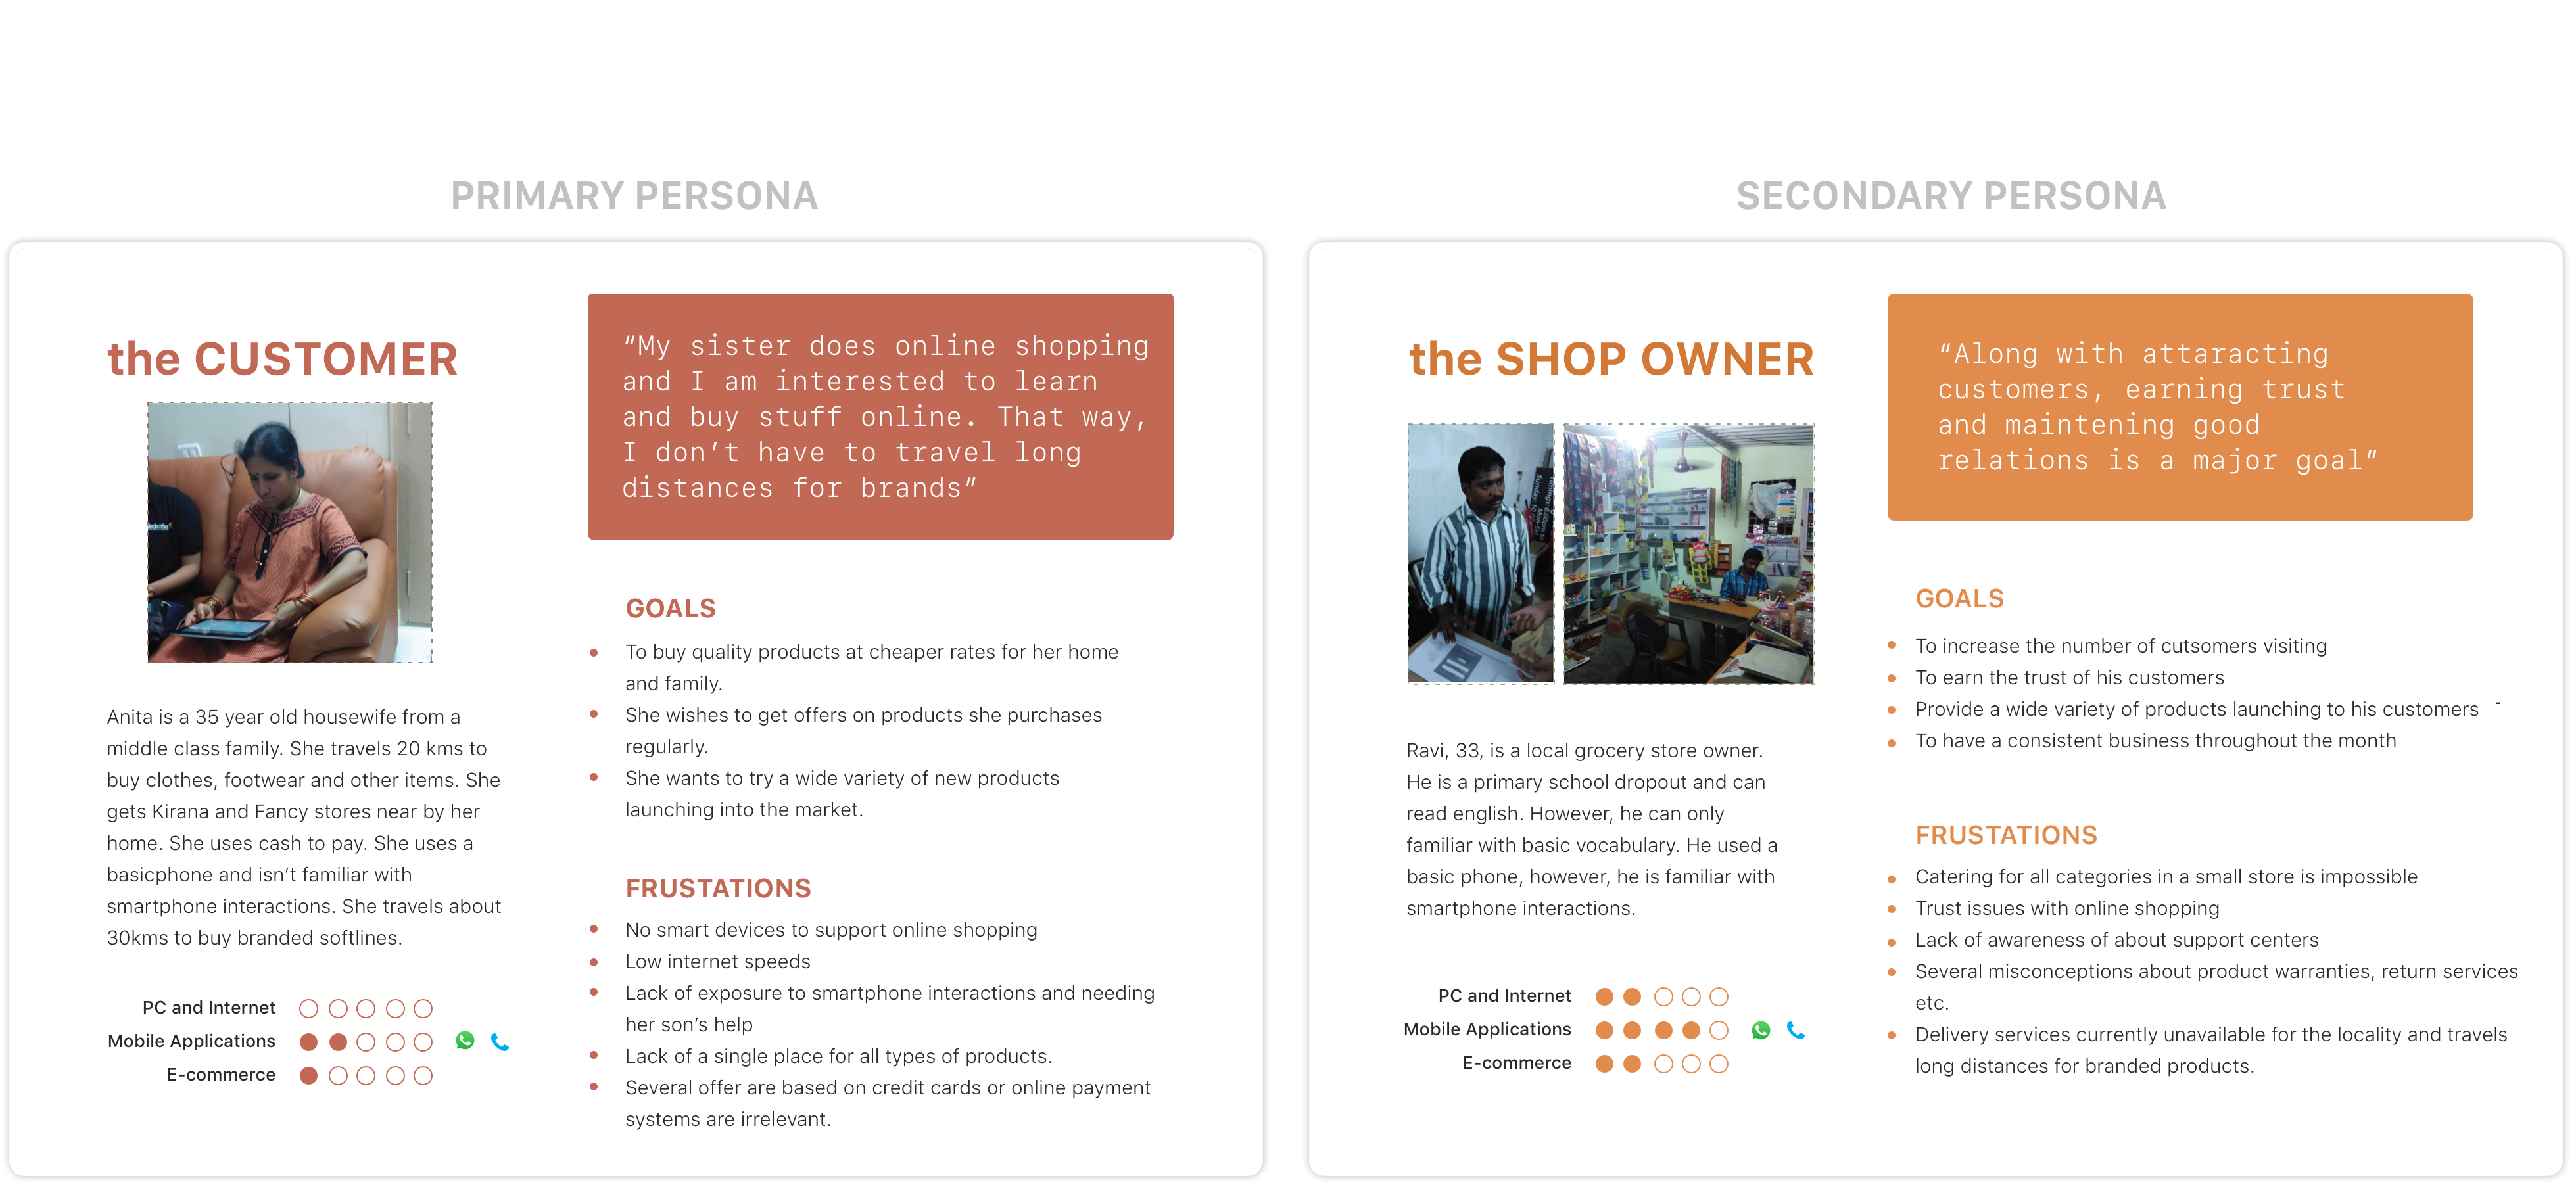 PRIMARY PERSONA
the CUSTOMER
“My sister does online shopping
and I am interested to learn
and buy stuff online. That way,
I don’t have to travel long
distances for brands”
Anita is a 35 year old housewife from a
middle class family. She travels 20 kms to
buy clothes, footwear and other items. She
gets Kirana and Fancy stores near by her
home. She uses cash to pay. She uses a
basicphone and isn’t familiar with
smartphone interactions. She travels about
30kms to buy branded softlines.
PC and Internet
Mobile Applications
E-commerce
GOALS
To buy quality products at cheaper rates for her home
and family.
She wishes to get offers on products she purchases
regularly.
She wants to try a wide variety of new products
launching into the market.
FRUSTATIONS
No smart devices to support online shopping
Low internet speeds
Lack of exposure to smartphone interactions and needing
her son’s help
Lack of a single place for all types of products.
Several offer are based on credit cards or online payment
systems are irrelevant.
SECONDARY PERSONA
the SHOP OWNER
“Along with attaracting
customers, earning trust
and maintening good
relations is a major goal”
Ravi, 33, is a local grocery store owner.
He is a primary school dropout and can
read english. However, he can only
familiar with basic vocabulary. He used a
basic phone, however, he is familiar with
smartphone interactions.
PC and Internet
Mobile Applications
E-commerce
GOALS
To increase the number of cutsomers visiting
To earn the trust of his customers
Provide a wide variety of products launching to his customers -
To have a consistent business throughout the month
FRUSTATIONS
Catering for all categories in a small store is impossible
Trust issues with online shopping
Lack of awareness of about support centers
Several misconceptions about product warranties, return services
etc.
Delivery services currently unavailable for the locality and travels
long distances for branded products.